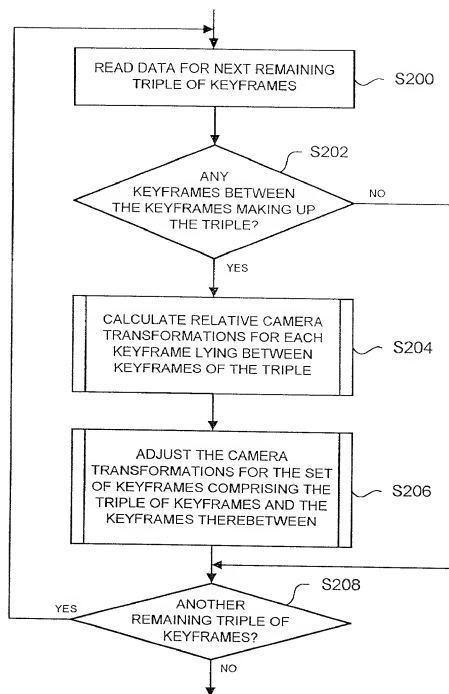 READ DATA FOR NEXT REMAINING
TRIPLE OF KEYFRAMES
S200
S202
ANY
KEYFRAMES BETWEEN
THE KEYFRAMES MAKING UP
THE TRIPLE?
NO
YES
CALCULATE RELATIVE CAMERA
TRANSFORMATIONS FOR EACH
KEYFRAME LYING BETWEEN
KEYFRAMES OF THE TRIPLE
S204
ADJUST THE CAMERA
TRANSFORMATIONS FOR THE SET
OF KEYFRAMES COMPRISING THE
TRIPLE OF KEYFRAMES AND THE
KEYFRAMES THEREBETWEEN
S206
S208
YES
ANOTHER
REMAINING TRIPLE OF
KEYFRAMES?
NO